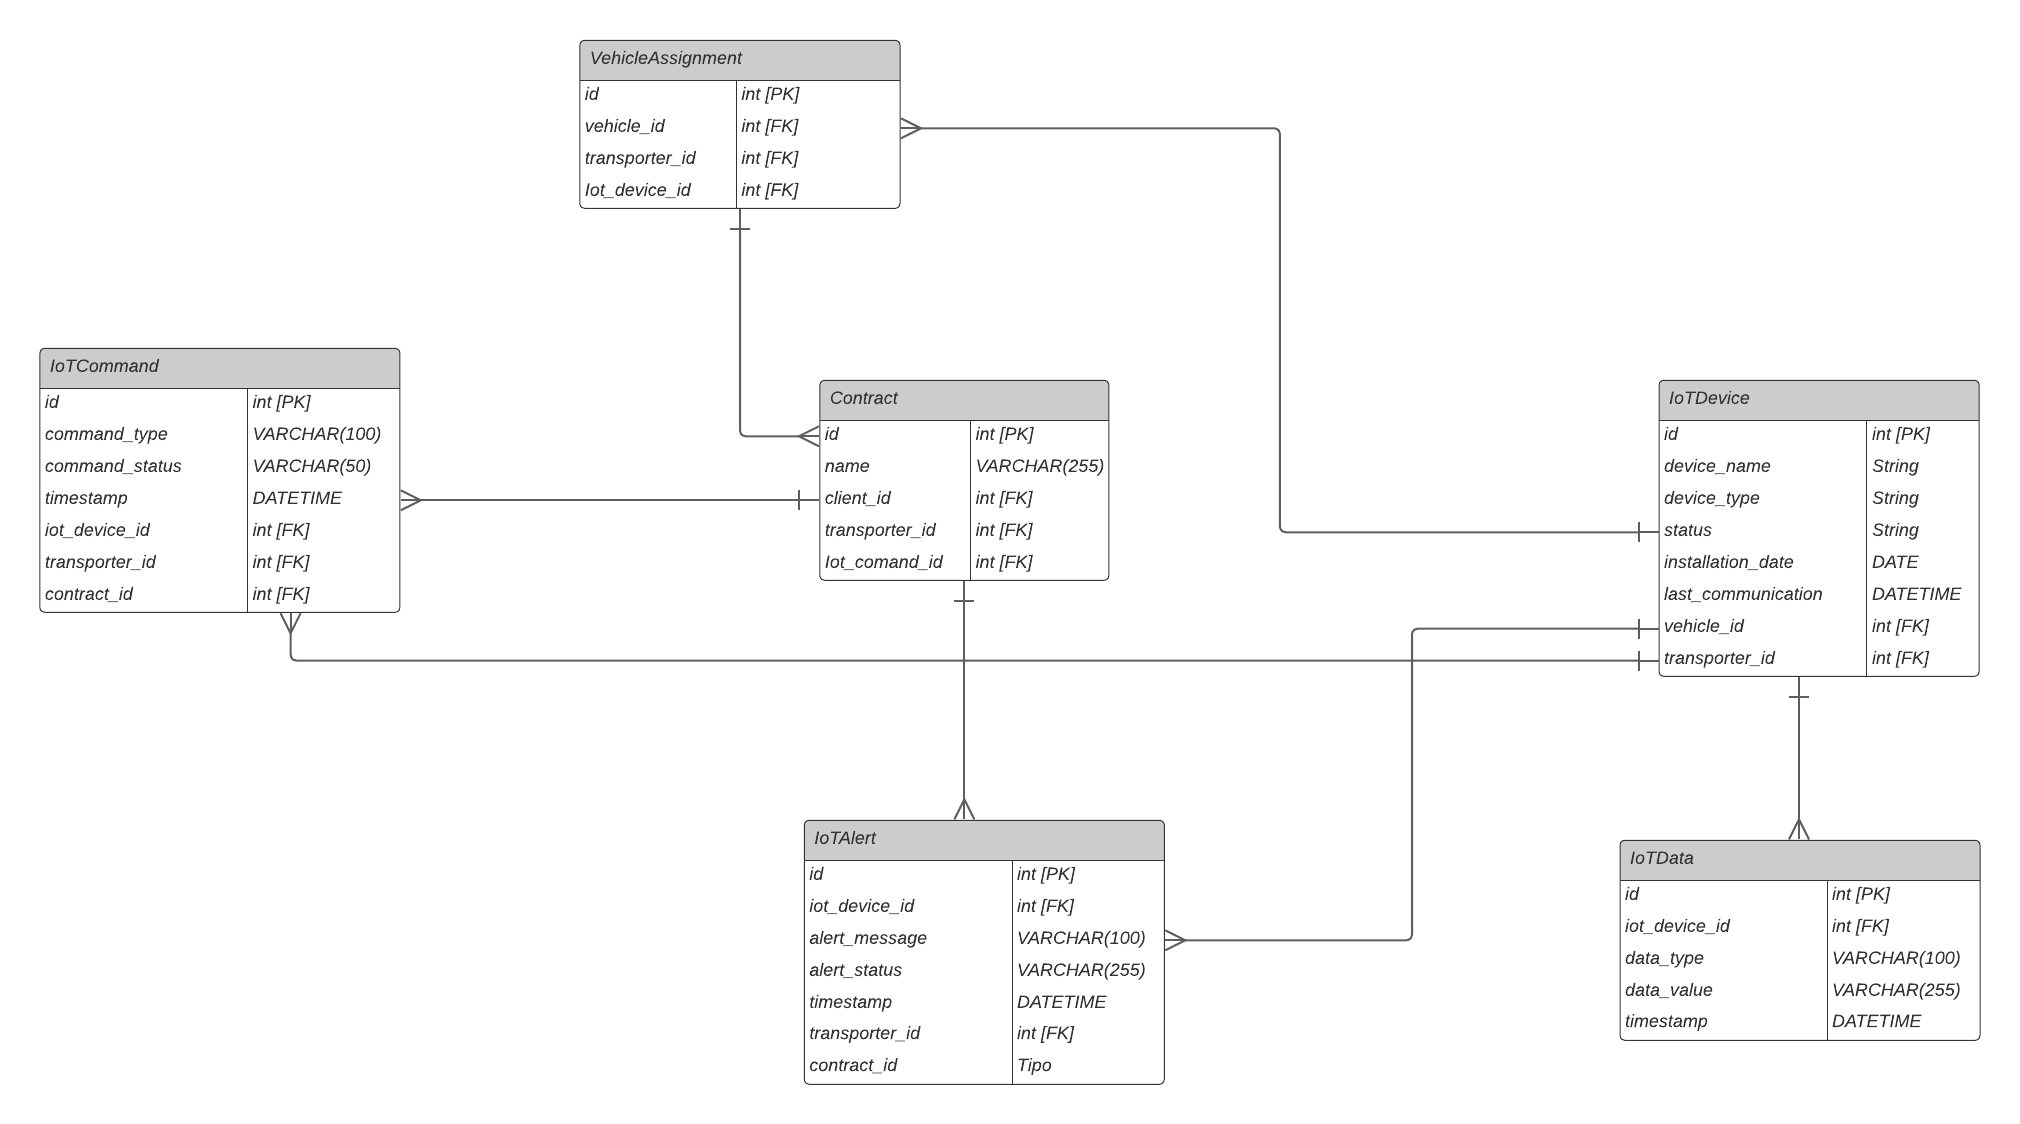 VehicleAssignment
id int [PK]
vehicle_id int [FK]
transporter_id int [FK]
Iot_device_id int [FK]
IoTCommand
id int [PK]
command_type VARCHAR(100)
command_status VARCHAR(50)
timestamp DATETIME
iot_device_id int [FK]
transporter_id int [FK]
contract_id int [FK]
Contract
id int [PK]
name VARCHAR(255)
client_id int [FK]
transporter_id int [FK]
Iot_comand_id int [FK]
IoTDevice
id int [PK]
device_name String
device_type String
status String
installation_date DATE
last_communication DATETIME
vehicle_id int [FK]
transporter_id int [FK]
IoTAlert
id int [PK]
iot_device_id int [FK]
alert_message VARCHAR(100)
alert_status VARCHAR(255)
timestamp DATETIME
transporter_id int [FK]
contract_id Tipo
IoTData
id int [PK]
iot_device_id int [FK]
data_type VARCHAR(100)
data_value VARCHAR(255)
timestamp DATETIME